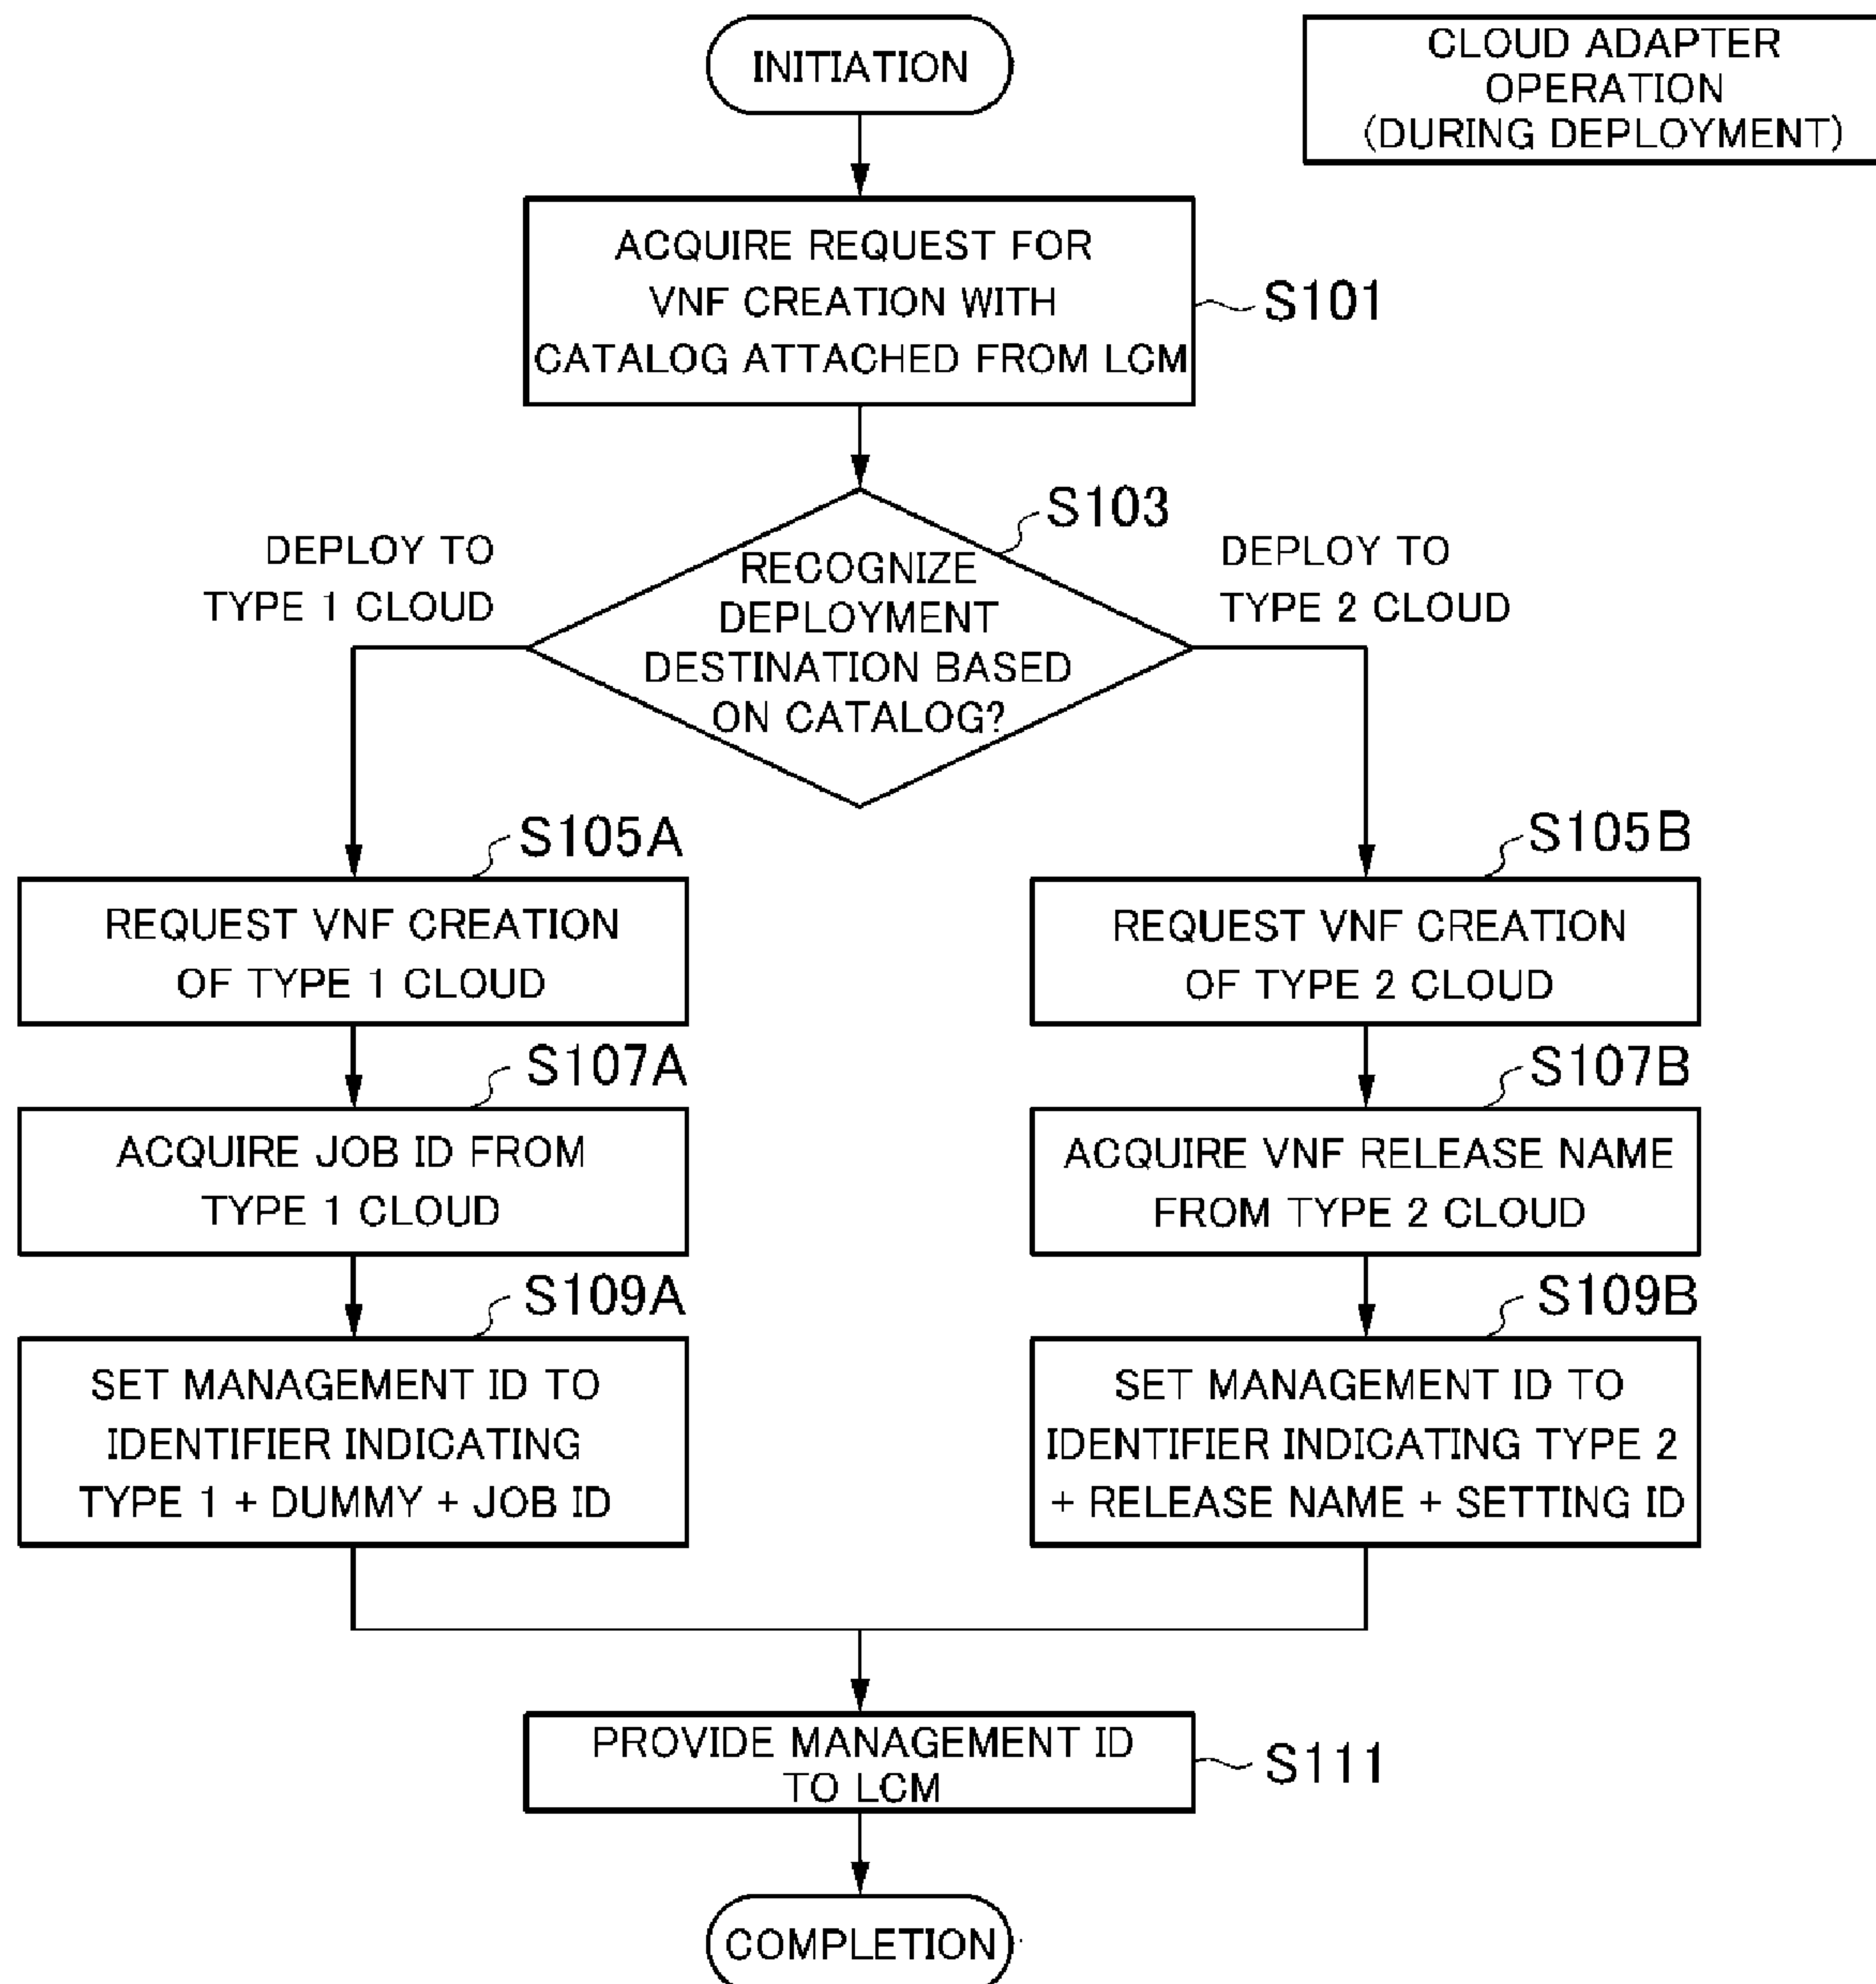 INITIATION
CLOUD ADAPTER
OPERATION
(DURING DEPLOYMENT)
ACQUIRE REQUEST FOR
VNF CREATION WITH
CATALOG ATTACHED FROM LCM
S101
S103
DEPLOY TO
TYPE 1 CLOUD
RECOGNIZE
DEPLOYMENT
DESTINATION BASED
ON CATALOG?
DEPLOY TO
TYPE 2 CLOUD
S105A
REQUEST VNF CREATION
OF TYPE 1 CLOUD
S105B
REQUEST VNF CREATION
OF TYPE 2 CLOUD
S107A
ACQUIRE JOB ID FROM
TYPE 1 CLOUD
S107B
ACQUIRE VNF RELEASE NAME
FROM TYPE 2 CLOUD
S109A
SET MANAGEMENT ID TO
IDENTIFIER INDICATING
TYPE 1 + DUMMY + JOB ID
S109B
SET MANAGEMENT ID TO
IDENTIFIER INDICATING TYPE 2
+ RELEASE NAME + SETTING ID
PROVIDE MANAGEMENT ID
TO LCM
S111
COMPLETION